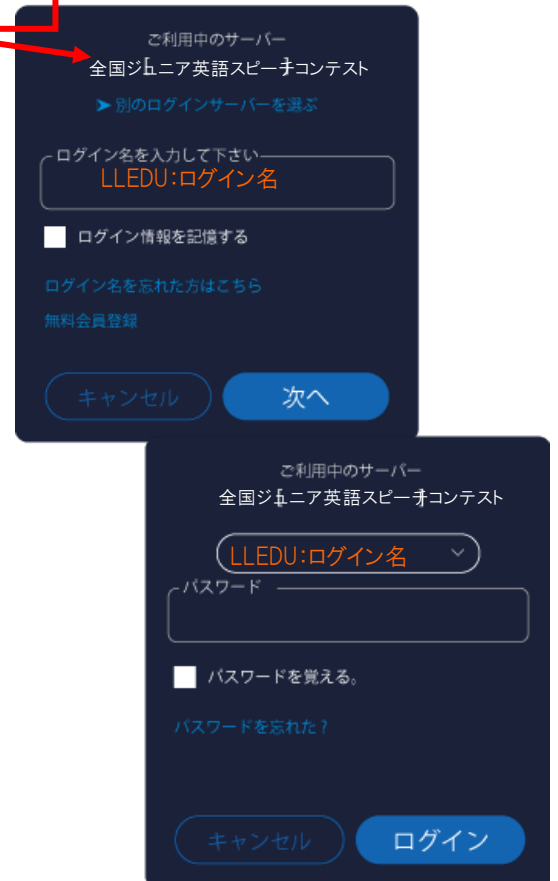 ご利用中のサーバー
全国ジュニア英語スピーチコンテスト
➤ 別のログインサーバーを選ぶ
ログイン名を入力して下さい
LLEDU:ログイン名
ログイン情報を記憶する
ログイン名を忘れた方はこちら
無料会員登録
キャンセル
次へ
ご利用中のサーバー
全国ジュニア英語スピーチコンテスト
LLEDU:ログイン名
パスワード
パスワードを覚える。
パスワードを忘れた?
キャンセル
ログイン